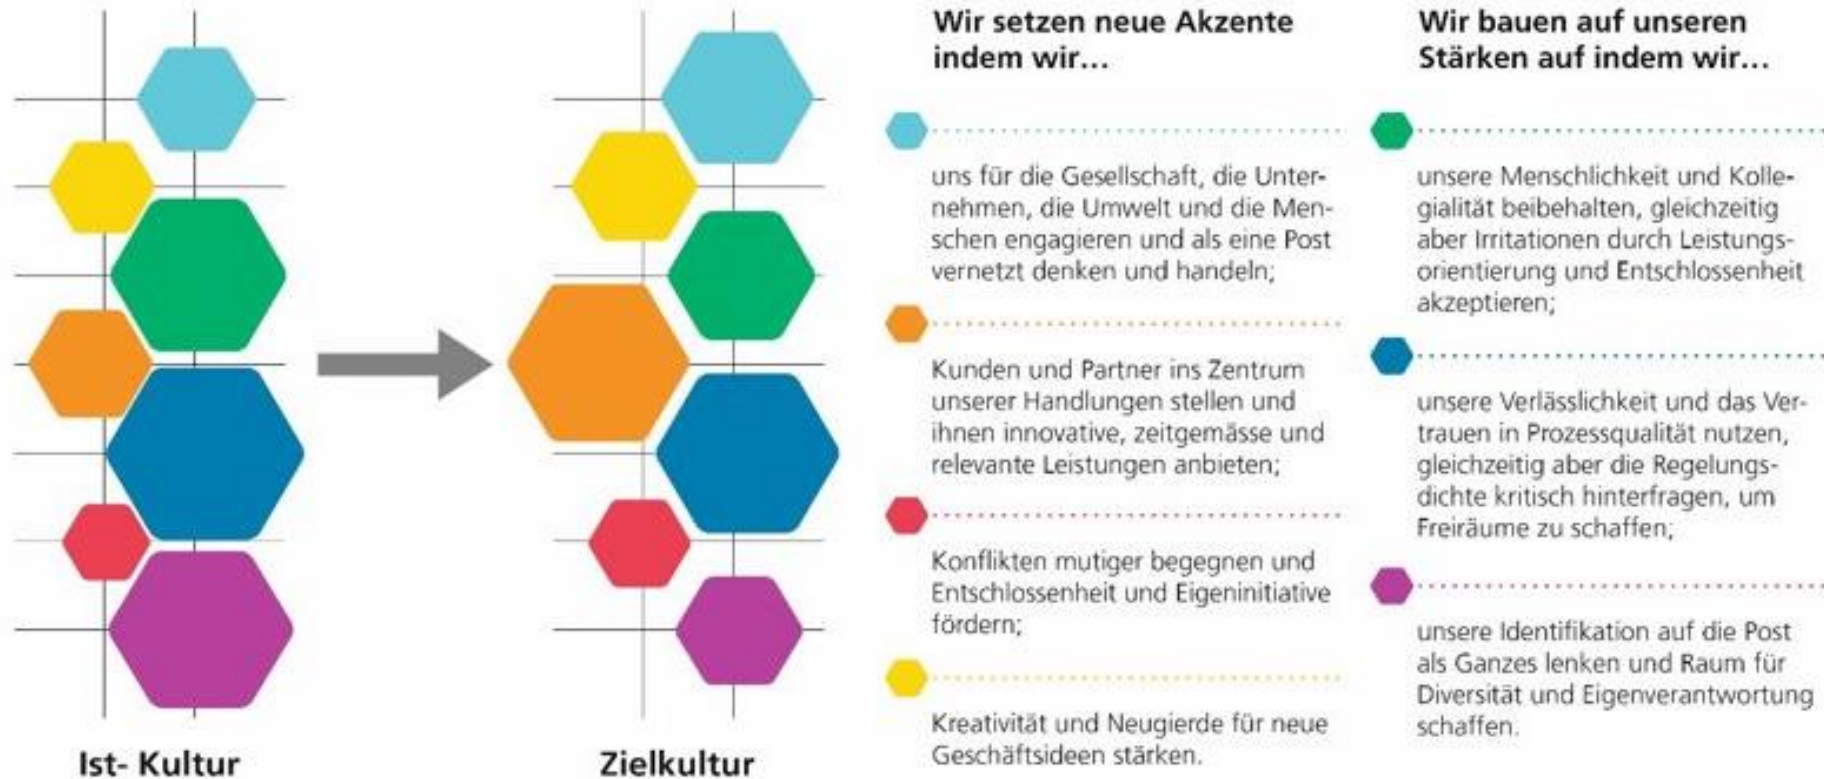 Wir setzen neue Akzente
indem wir...
uns für die Gesellschaft, die Unter-
nehmen, die Umwelt und die Men-
schen engagieren und als eine Post
vernetzt denken und handeln;
Kunden und Partner ins Zentrum
unserer Handlungen stellen und
ihnen innovative, zeitgemässe und
relevante Leistungen anbieten;
Konflikten mutiger begegnen und
Entschlossenheit und Eigeninitiative
fördern;
Kreativität und Neugierde für neue
Geschäftsideen stärken.
Wir bauen auf unseren
Stärken auf indem wir...
unsere Menschlichkeit und Kolle-
gialität beibehalten, gleichzeitig
aber Irritationen durch Leistungs-
orientierung und Entschlossenheit
akzeptieren;
unsere Verlässlichkeit und das Ver-
trauen in Prozessqualität nutzen,
gleichzeitig aber die Regelungs-
dichte kritisch hinterfragen, um
Freiräume zu schaffen;
unsere Identifikation auf die Post
als Ganzes lenken und Raum für
Diversität und Eigenverantwortung
schaffen.
Ist- Kultur
Zielkultur